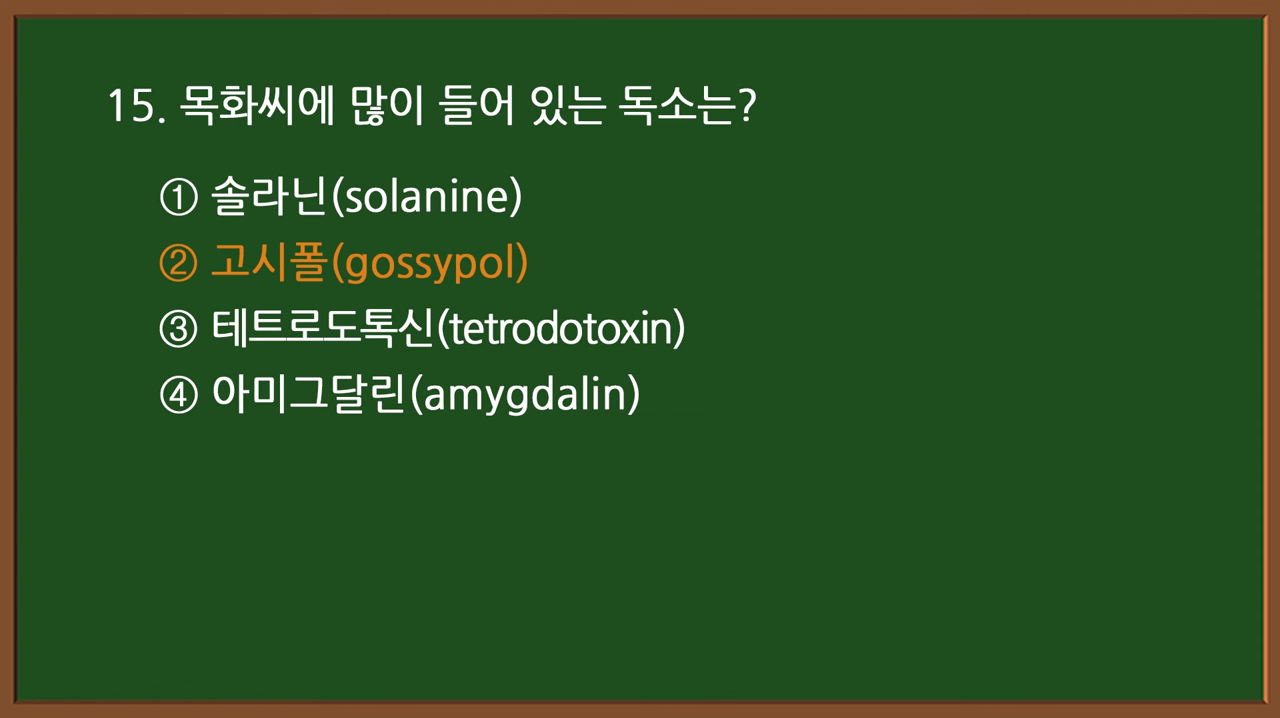 15. 목화씨에 많이 들어 있는 독소는?
① 솔라닌(solanine)
② 고시폴(gossypol)
③ 테트로도톡신(tetrodotoxin)
④ 아미그달린(amygdalin)